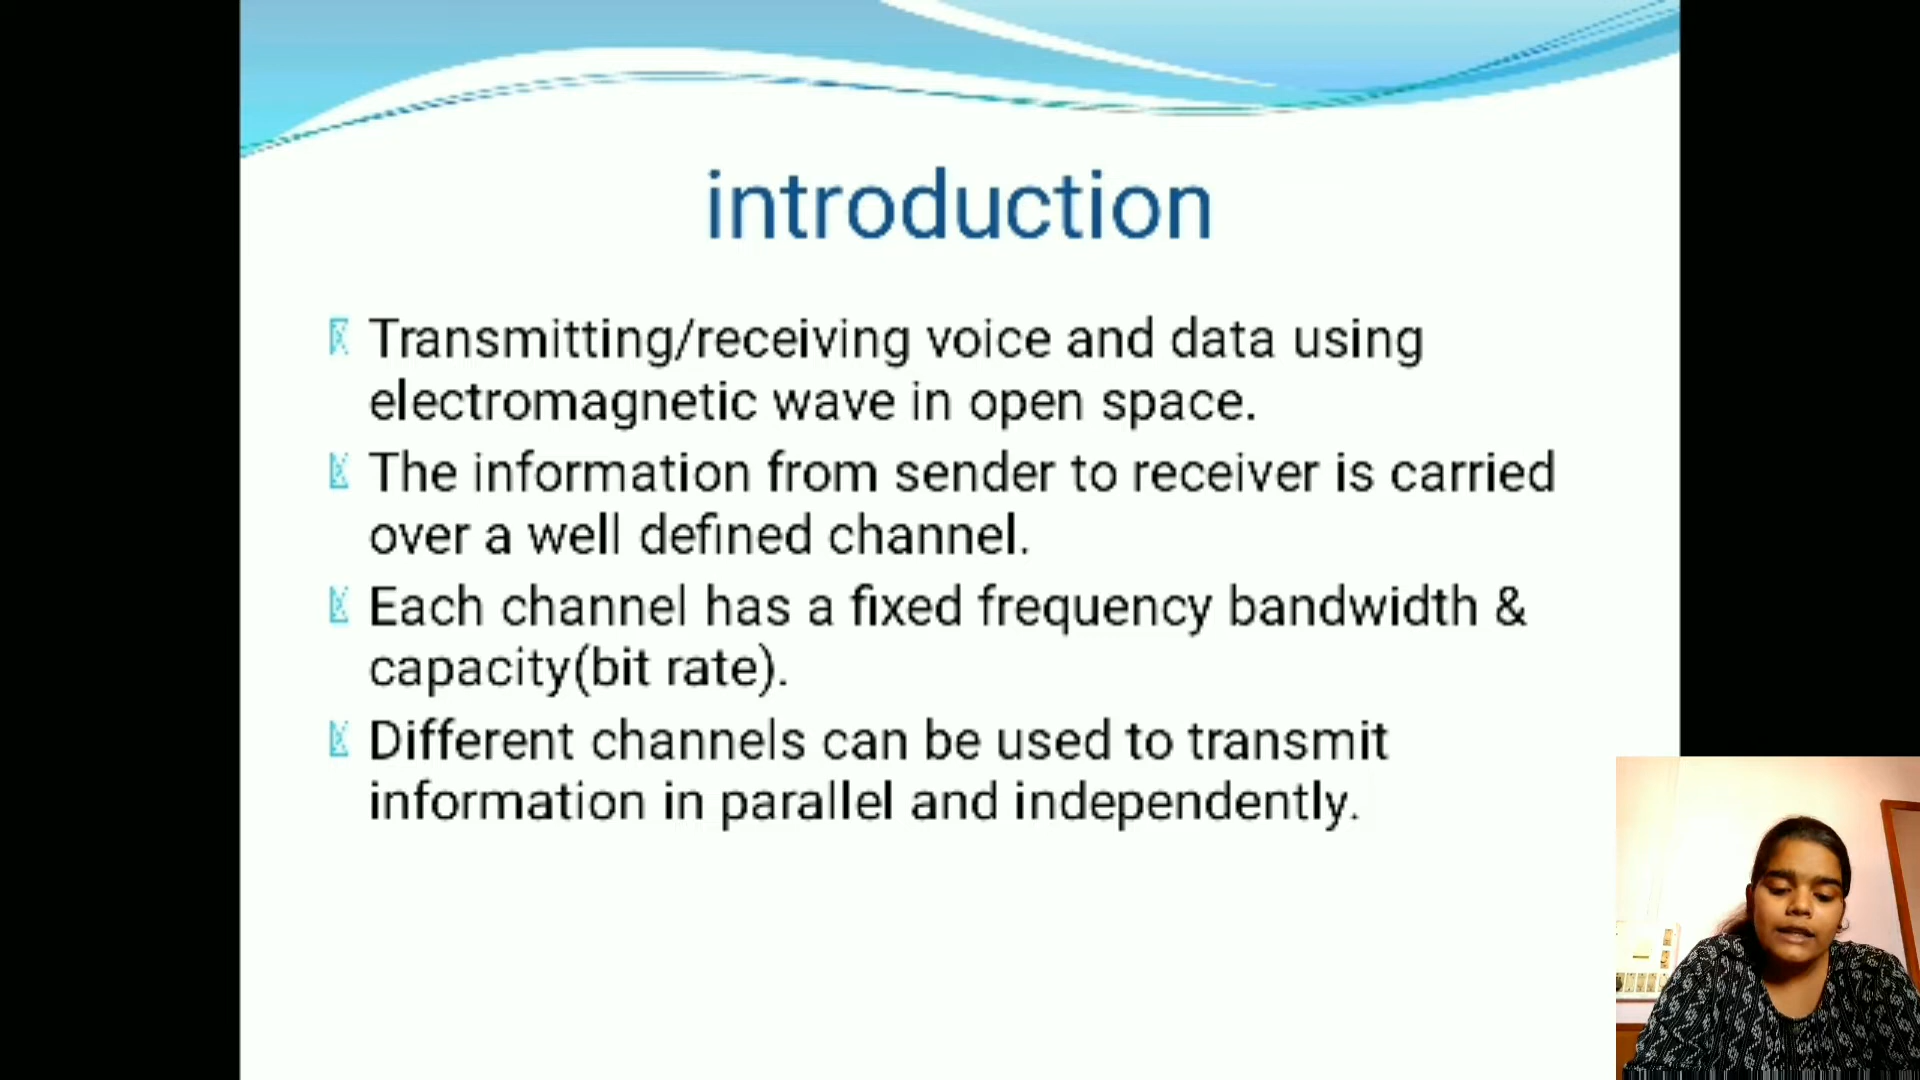 introduction
Transmitting/receiving voice and data using
electromagnetic wave in open space.
The information from sender to receiver is carried
over a well defined channel.
Each channel has a fixed frequency bandwidth &
capacity(bit rate).
Different channels can be used to transmit
information in parallel and independently.